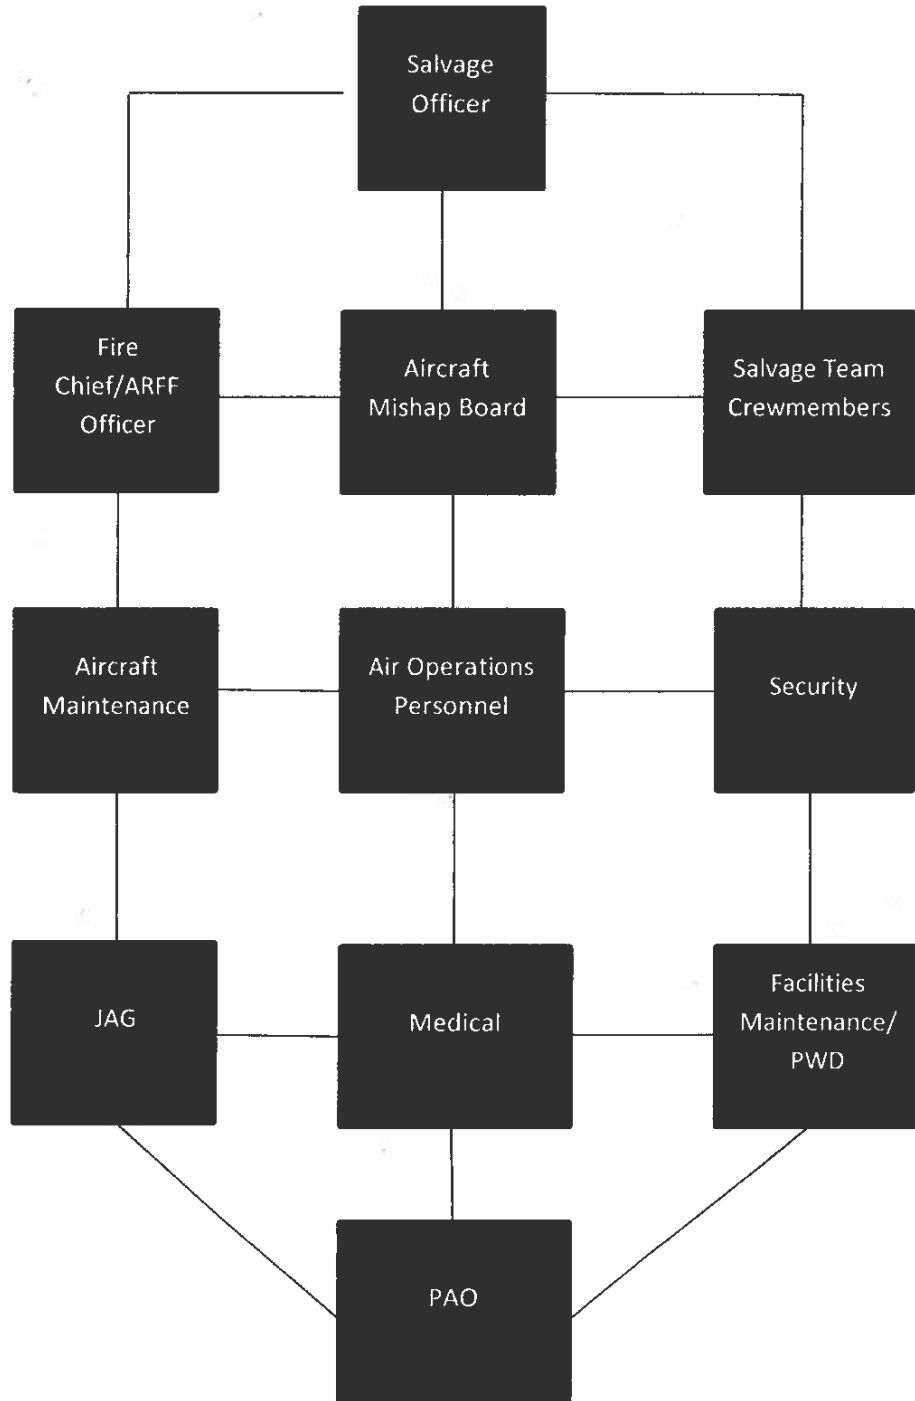 Salvage
Officer
Fire
Chief/ARFF
Officer
Aircraft
Mishap Board
Salvage Team
Crewmembers
Aircraft
Maintenance
Air Operations
Personnel
Security
JAG
Medical
Facilities
Maintenance/
PWD
PAO